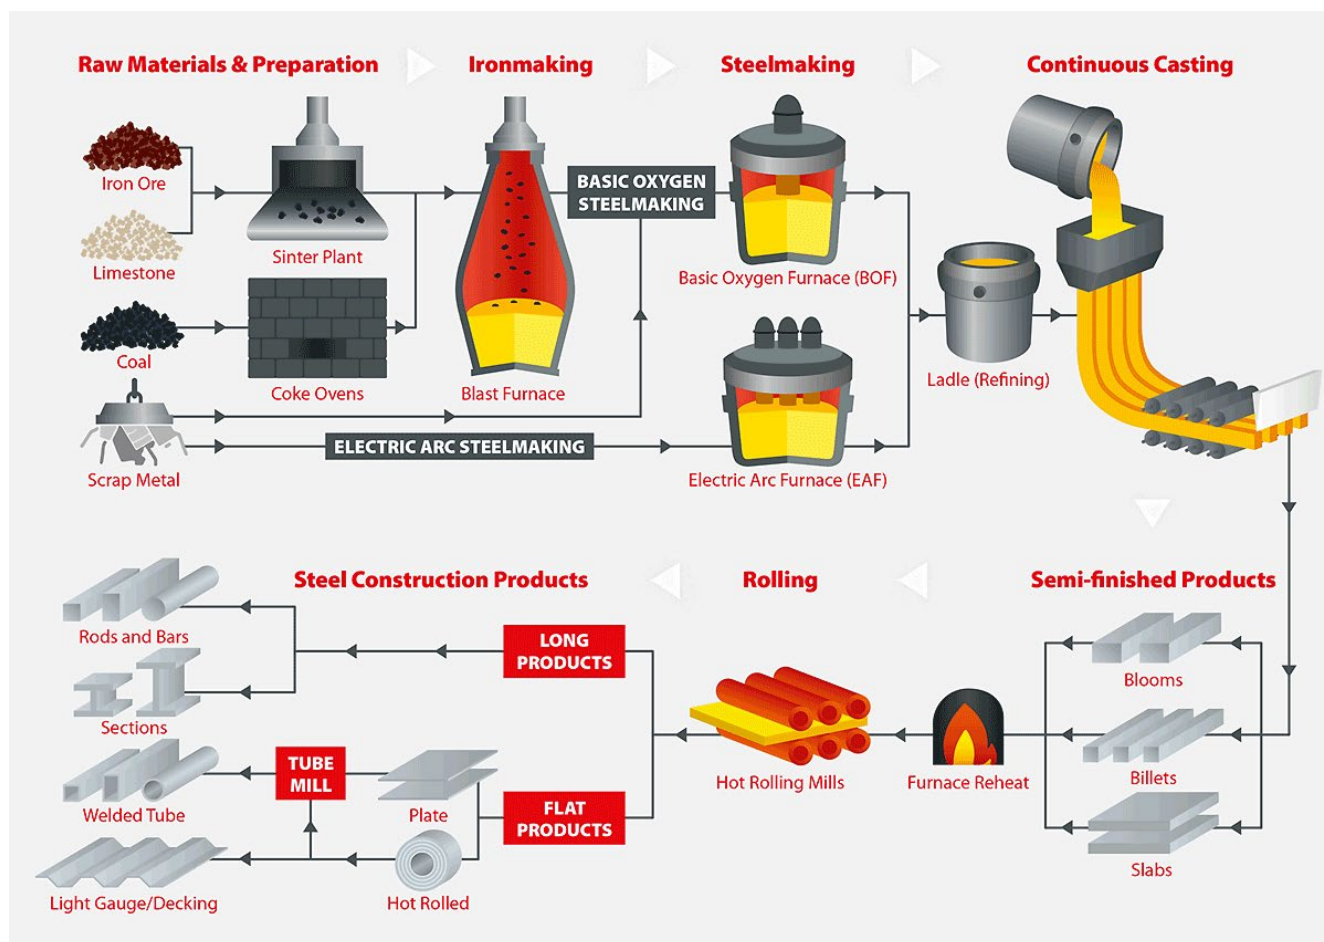 Raw Materials & Preparation
Ironmaking
Steelmaking
Continuous Casting
Iron Ore
Limestone
Coal
Scrap Metal
Sinter Plant
Coke Ovens
Blast Furnace
BASIC OXYGEN
STEELMAKING
ELECTRIC ARC STEELMAKING
Basic Oxygen Furnace (BOF)
Electric Arc Furnace (EAF)
Ladle (Refining)
Steel Construction Products
Rolling
Semi-finished Products
Rods and Bars
Sections
Welded Tube
Light Gauge/Decking
TUBE
MILL
Plate
Hot Rolled
LONG
PRODUCTS
FLAT
PRODUCTS
Hot Rolling Mills
Furnace Reheat
Blooms
Billets
Slabs